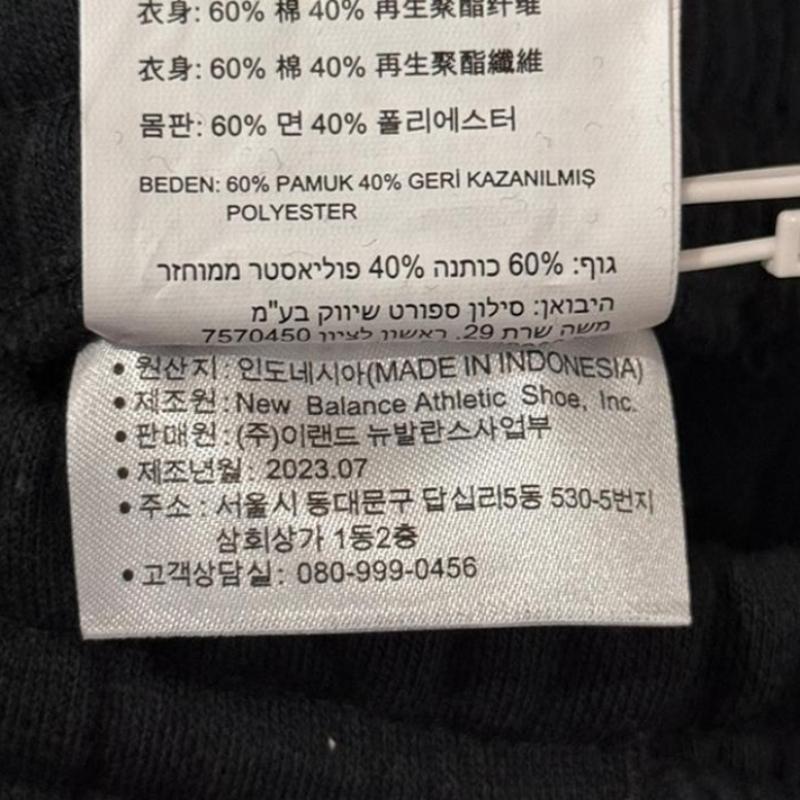 衣身: 60% 棉 40% 再生聚酯纤维
衣身: 60% 棉 40% 再生聚酯纖維
몸판: 60% 면 40% 폴리에스터
BEDEN: 60% PAMUK 40% GERİ KAZANILMIŞ
POLYESTER
גוף: 60% כותנה 40% פוליאסטר ממוחזר
היבואן: סילון ספורט שיווק בע"מ
משה שרת 29. ראשון לציון 7570450
• 원산지 : 인도네시아(MADE IN INDONESIA)
• 제조원 : New Balance Athletic Shoe, Inc.
• 판매원 : (주)이랜드 뉴발란스사업부
• 제조년월 : 2023.07
• 주소 : 서울시 동대문구 답십리5동 530-5번지
삼회상가 1동2층
• 고객상담실 : 080-999-0456